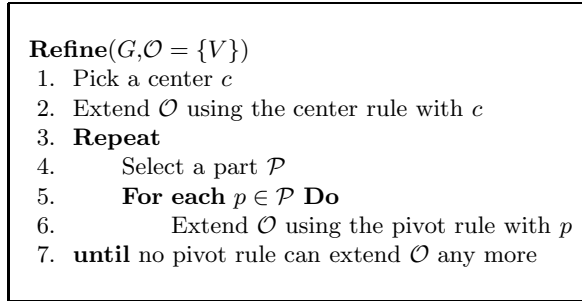 Refine(G,𝒪 = {V})
1. Pick a center c
2. Extend 𝒪 using the center rule with c
3. Repeat
4. Select a part 𝒫
5. For each p ∈ 𝒫 Do
6. Extend 𝒪 using the pivot rule with p
7. until no pivot rule can extend 𝒪 any more